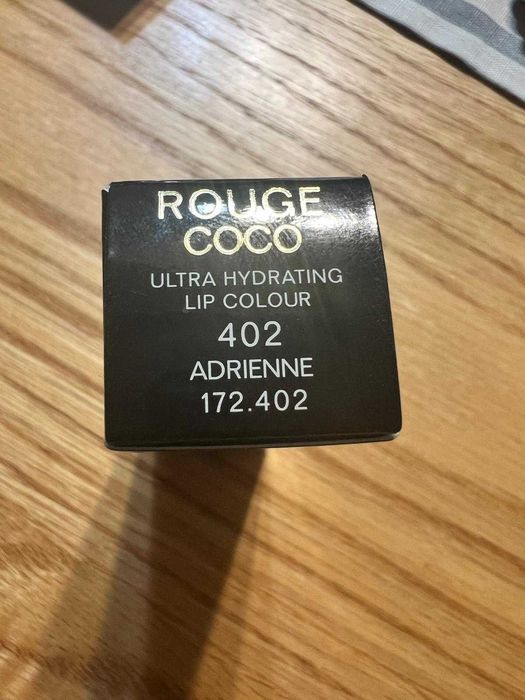 ROUGE
COCO
ULTRA HYDRATING
LIP COLOUR
402
ADRIENNE
172.402